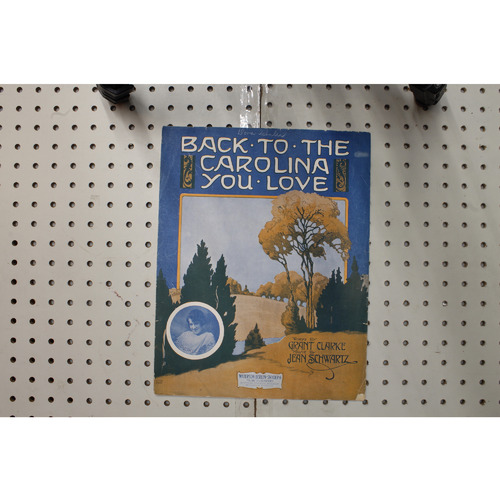 BACK·TO·THE
CAROLINA
YOU·LOVE
GRANT CLARKE
JEAN SCHWARTZ